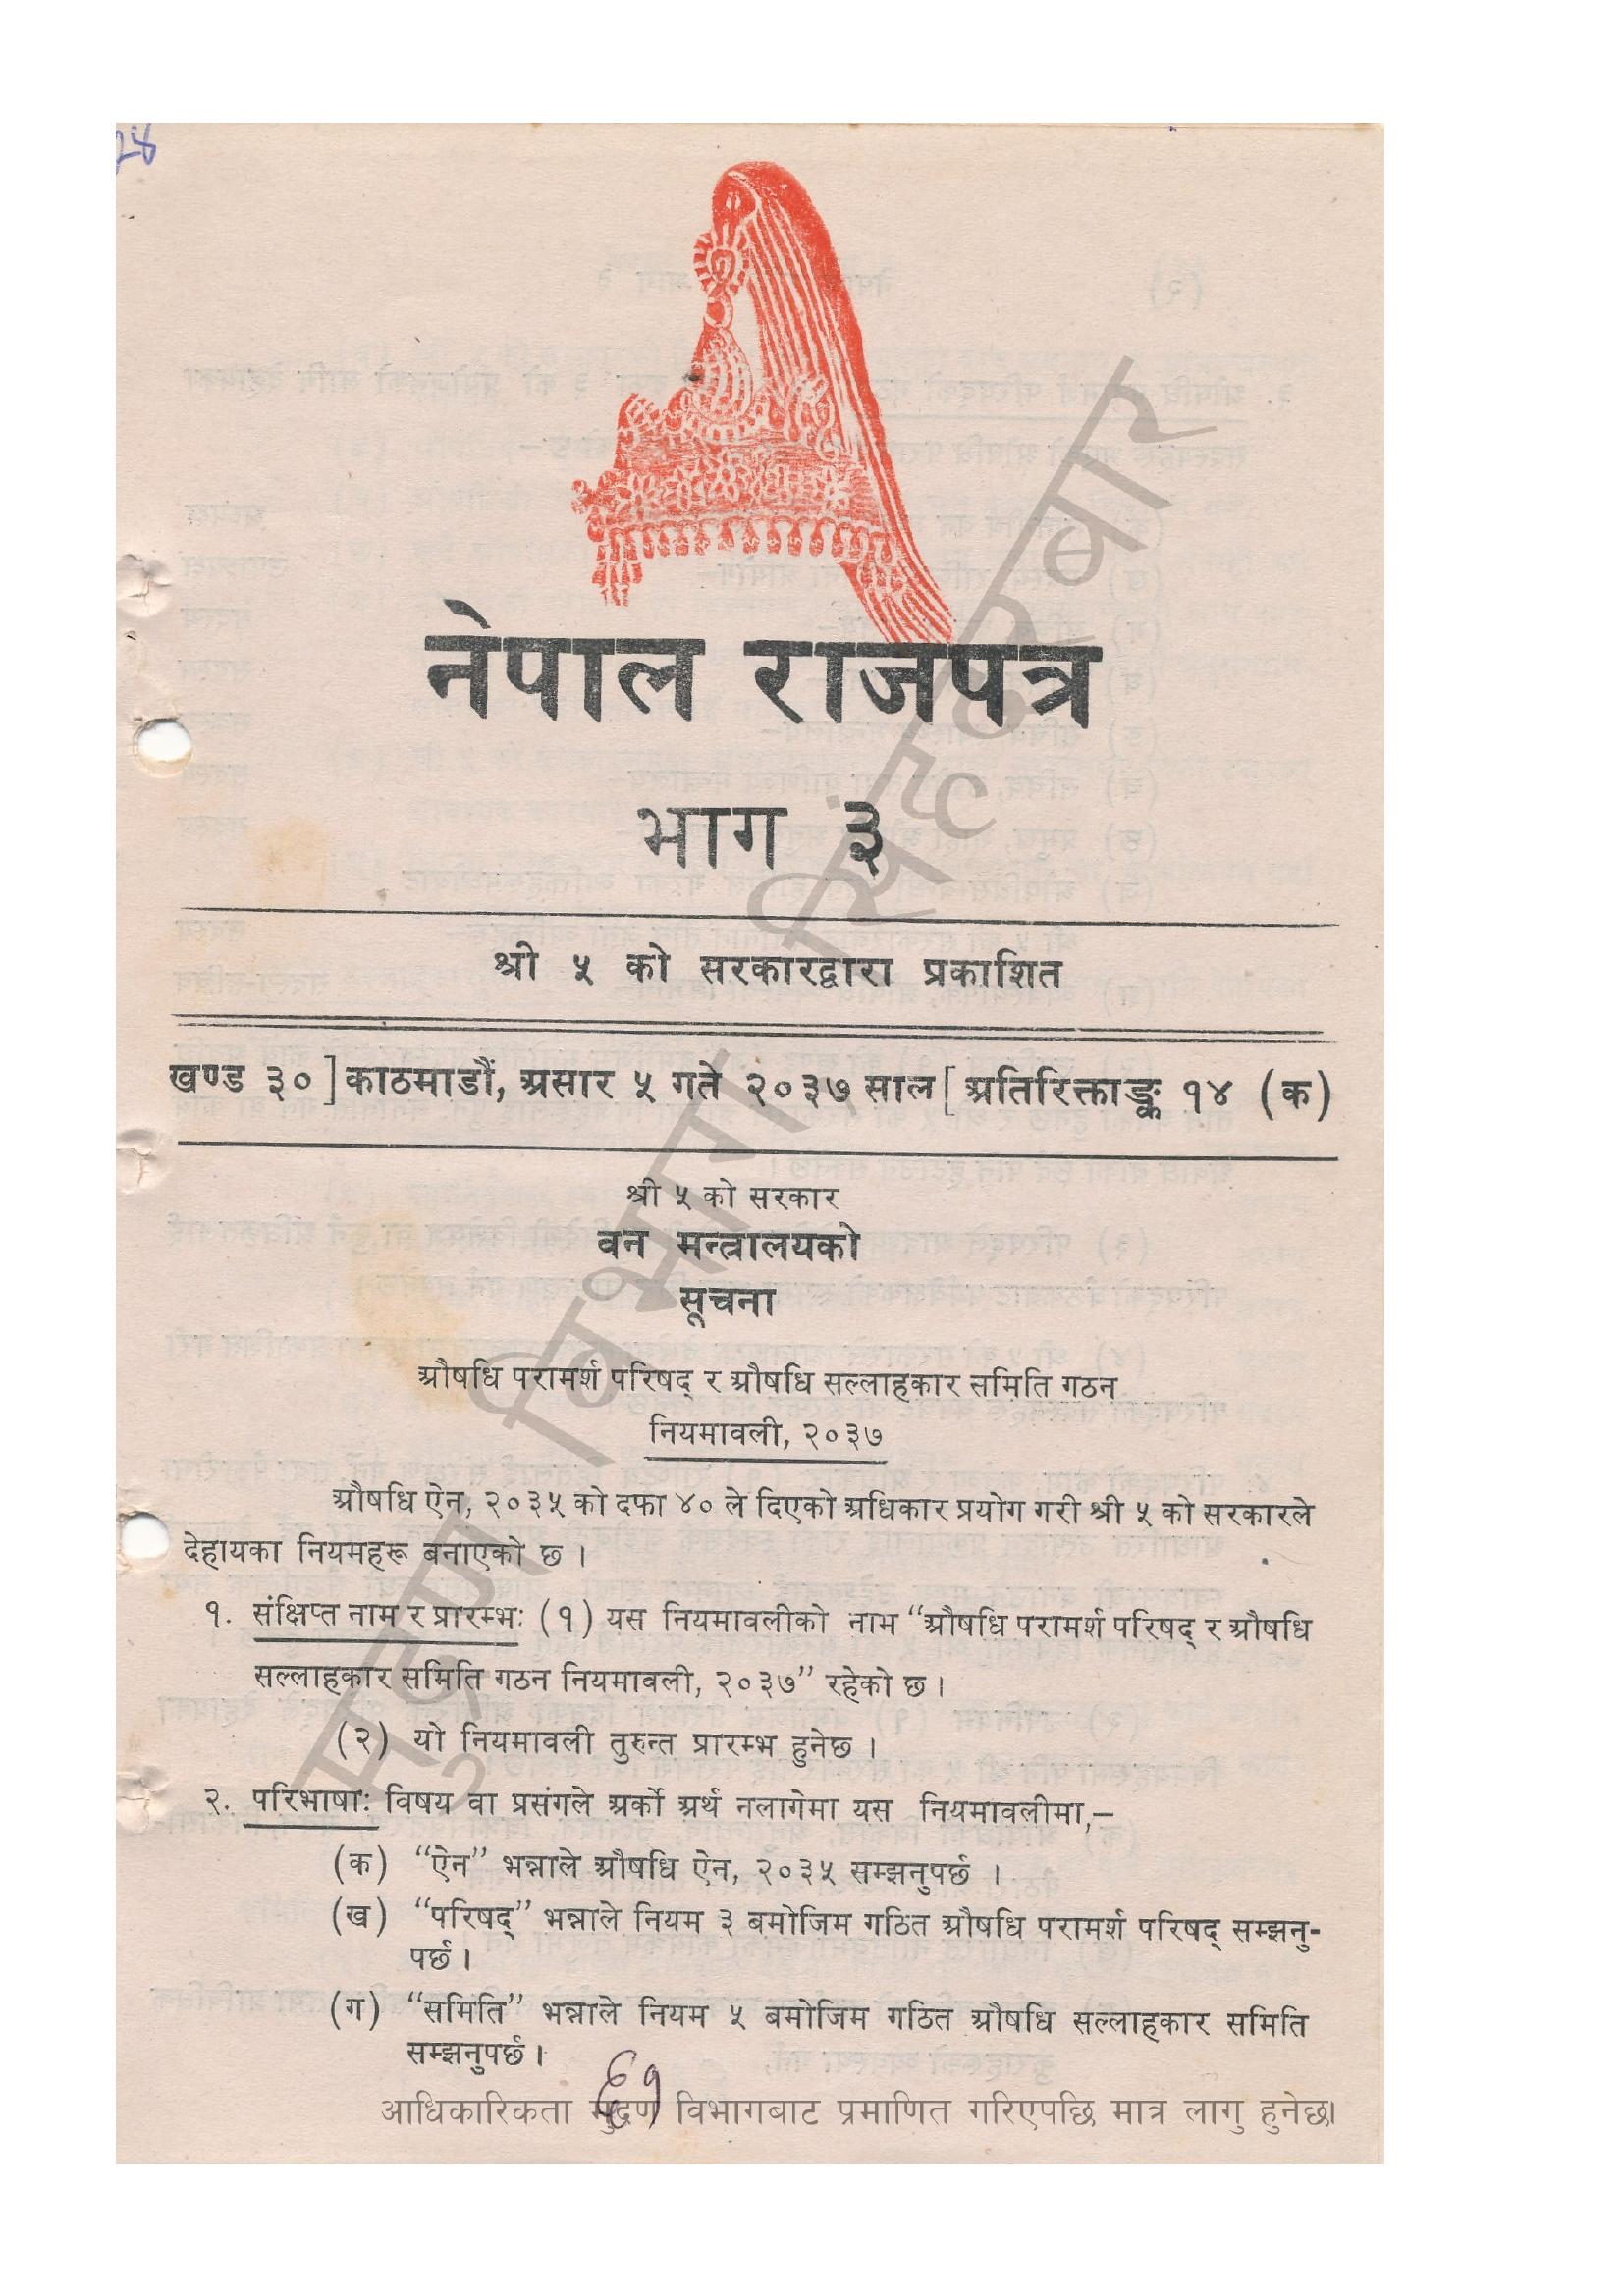 नेपाल राजपत्र
भाग ३
श्री ५ को सरकारद्वारा प्रकाशित
खण्ड ३० ] काठमाडौं, असार ५ गते २०३७ साल [ अतिरिक्ताङ्क १४ (क)
श्री ५ को सरकार
वन मन्त्रालयको
सूचना
औषधि परामर्श परिषद् र औषधि सल्लाहकार समिति गठन
नियमावली, २०३७
औषधि ऐन, २०३५ को दफा ४० ले दिएको अधिकार प्रयोग गरी श्री ५ को सरकारले
देहायका नियमहरू बनाएको छ ।
१. संक्षिप्त नाम र प्रारम्भः (१) यस नियमावलीको नाम “औषधि परामर्श परिषद् र औषधि
सल्लाहकार समिति गठन नियमावली, २०३७” रहेको छ ।
(२) यो नियमावली तुरुन्त प्रारम्भ हुनेछ ।
२. परिभाषाः विषय वा प्रसंगले अर्को अर्थ नलागेमा यस नियमावलीमा,–
(क) “ऐन” भन्नाले औषधि ऐन, २०३५ सम्झनुपर्छ ।
(ख) “परिषद्” भन्नाले नियम ३ बमोजिम गठित औषधि परामर्श परिषद् सम्झनु-
पर्छ ।
(ग) “समिति” भन्नाले नियम ५ बमोजिम गठित औषधि सल्लाहकार समिति
सम्झनुपर्छ ।
६१
आधिकारिकता मुद्रण विभागबाट प्रमाणित गरिएपछि मात्र लागु हुनेछ।
मुद्रण विभाग, सिंहदरबार